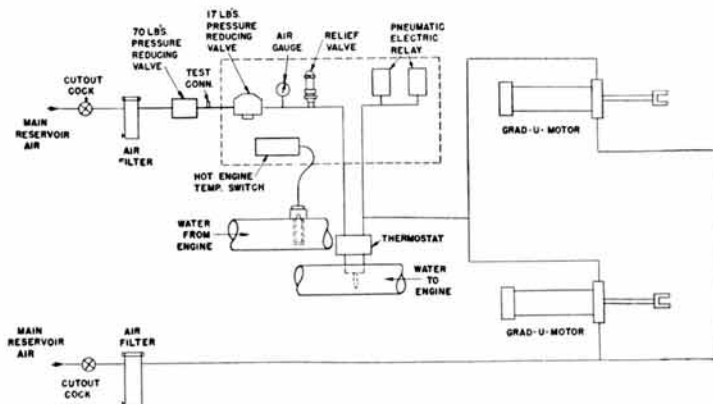 17 LB'S.
PRESSURE
REDUCING
VALVE
70 LB'S.
PRESSURE
REDUCING
VALVE
AIR
GAUGE
RELIEF
VALVE
PNEUMATIC
ELECTRIC
RELAY
TEST
CONN.
CUTOUT
COCK
MAIN
RESERVOIR
AIR
AIR
FILTER
HOT ENGINE
TEMP. SWITCH
GRAD-U-MOTOR
WATER
FROM
ENGINE
THERMOSTAT
WATER
TO
ENGINE
GRAD-U-MOTOR
MAIN
RESERVOIR
AIR
AIR
FILTER
CUTOUT
COCK